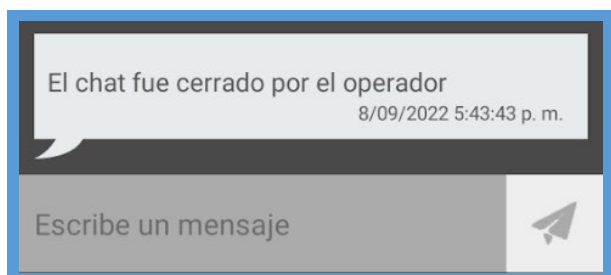 El chat fue cerrado por el operador
8/09/2022 5:43:43 p. m.
Escribe un mensaje